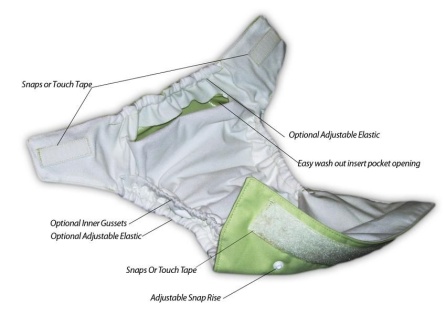 Snaps or Touch Tape
Optional Adjustable Elastic
Easy wash out insert pocket opening
Optional Inner Gussets
Optional Adjustable Elastic
Snaps Or Touch Tape
Adjustable Snap Rise